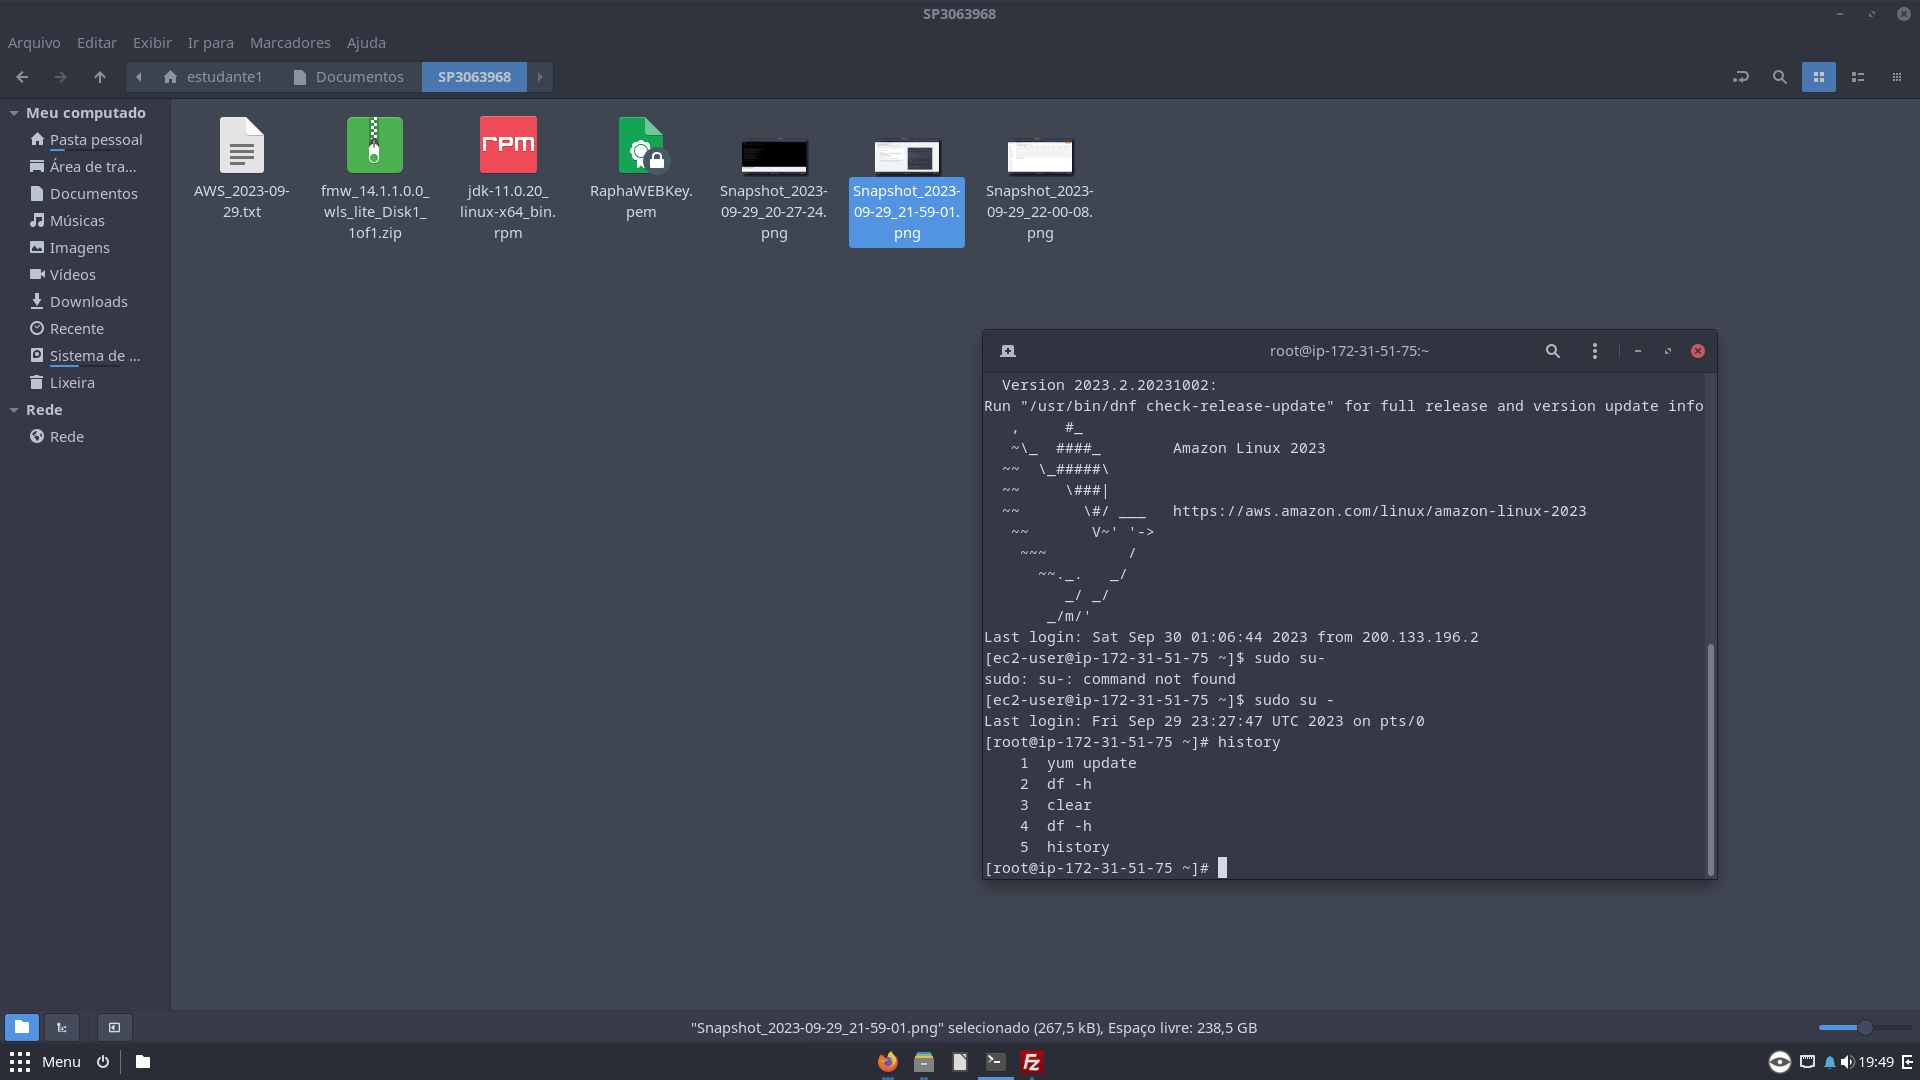 SP3063968
Arquivo Editar Exibir Ir para Marcadores Ajuda
estudante1 Documentos SP3063968
Meu computado
Pasta pessoal
Área de tra...
Documentos
Músicas
Imagens
Vídeos
Downloads
Recente
Sistema de ...
Lixeira
Rede
Rede
AWS_2023-09-
29.txt
fmw_14.1.1.0.0_
wls_lite_Disk1_
1of1.zip
rpm
jdk-11.0.20_
linux-x64_bin.
rpm
RaphaWEBKey.
pem
Snapshot_2023-
09-29_20-27-24.
png
Snapshot_2023-
09-29_21-59-01.
png
Snapshot_2023-
09-29_22-00-08.
png
root@ip-172-31-51-75:~
  Version 2023.2.20231002:
Run "/usr/bin/dnf check-release-update" for full release and version update info
   ,     #_
   ~\_  ####_        Amazon Linux 2023
  ~~  \_#####\
  ~~     \###|
  ~~       \#/ ___   https://aws.amazon.com/linux/amazon-linux-2023
   ~~       V~' '->
    ~~~         /
      ~~._.   _/
         _/ _/
       _/m/'
Last login: Sat Sep 30 01:06:44 2023 from 200.133.196.2
[ec2-user@ip-172-31-51-75 ~]$ sudo su-
sudo: su-: command not found
[ec2-user@ip-172-31-51-75 ~]$ sudo su -
Last login: Fri Sep 29 23:27:47 UTC 2023 on pts/0
[root@ip-172-31-51-75 ~]# history
    1  yum update
    2  df -h
    3  clear
    4  df -h
    5  history
[root@ip-172-31-51-75 ~]#
"Snapshot_2023-09-29_21-59-01.png" selecionado (267,5 kB), Espaço livre: 238,5 GB
Menu
Fz
19:49